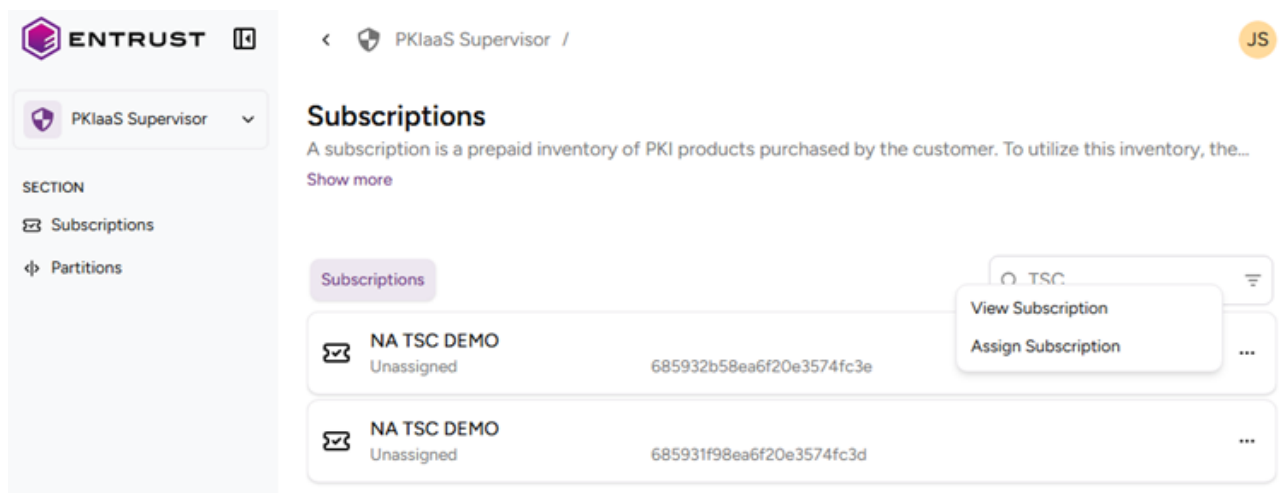 ENTRUST
PKIaaS Supervisor /
JS
PKIaaS Supervisor
SECTION
Subscriptions
Partitions
Subscriptions
A subscription is a prepaid inventory of PKI products purchased by the customer. To utilize this inventory, the...
Show more
Subscriptions
TSC
View Subscription
Assign Subscription
NA TSC DEMO
Unassigned
685932b58ea6f20e3574fc3e
NA TSC DEMO
Unassigned
685931f98ea6f20e3574fc3d